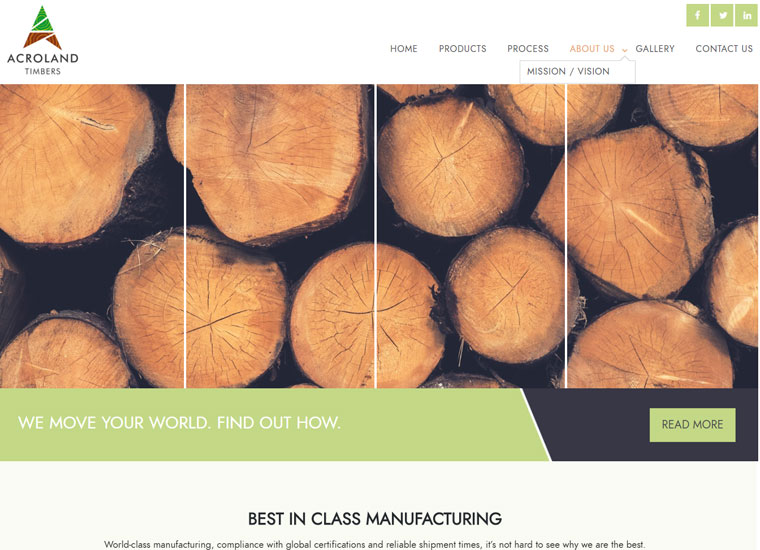 ACROLAND
TIMBERS
HOME PRODUCTS PROCESS ABOUT US GALLERY CONTACT US
MISSION / VISION
WE MOVE YOUR WORLD. FIND OUT HOW.
READ MORE
BEST IN CLASS MANUFACTURING
World-class manufacturing, compliance with global certifications and reliable shipment times, it's not hard to see why we are the best.